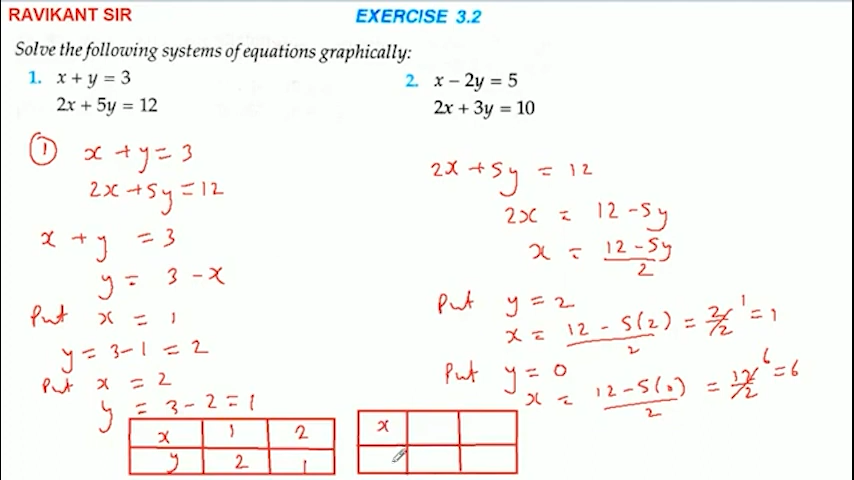 RAVIKANT SIR
EXERCISE 3.2
Solve the following systems of equations graphically:
1. x + y = 3
2x + 5y = 12
2. x – 2y = 5
2x + 3y = 10
① x + y = 3
2x + 5y = 12
x + y = 3
y = 3 - x
Put x = 1
y = 3 - 1 = 2
Put x = 2
y = 3 - 2 = 1
x 1 2
y 2 1
2x + 5y = 12
2x = 12 - 5y
x = 12 - 5y
2
Put y = 2
x = 12 - 5(2) = 2 1 = 1
2 2
Put y = 0
x = 12 - 5(0) = 12 6 = 6
2 2
x